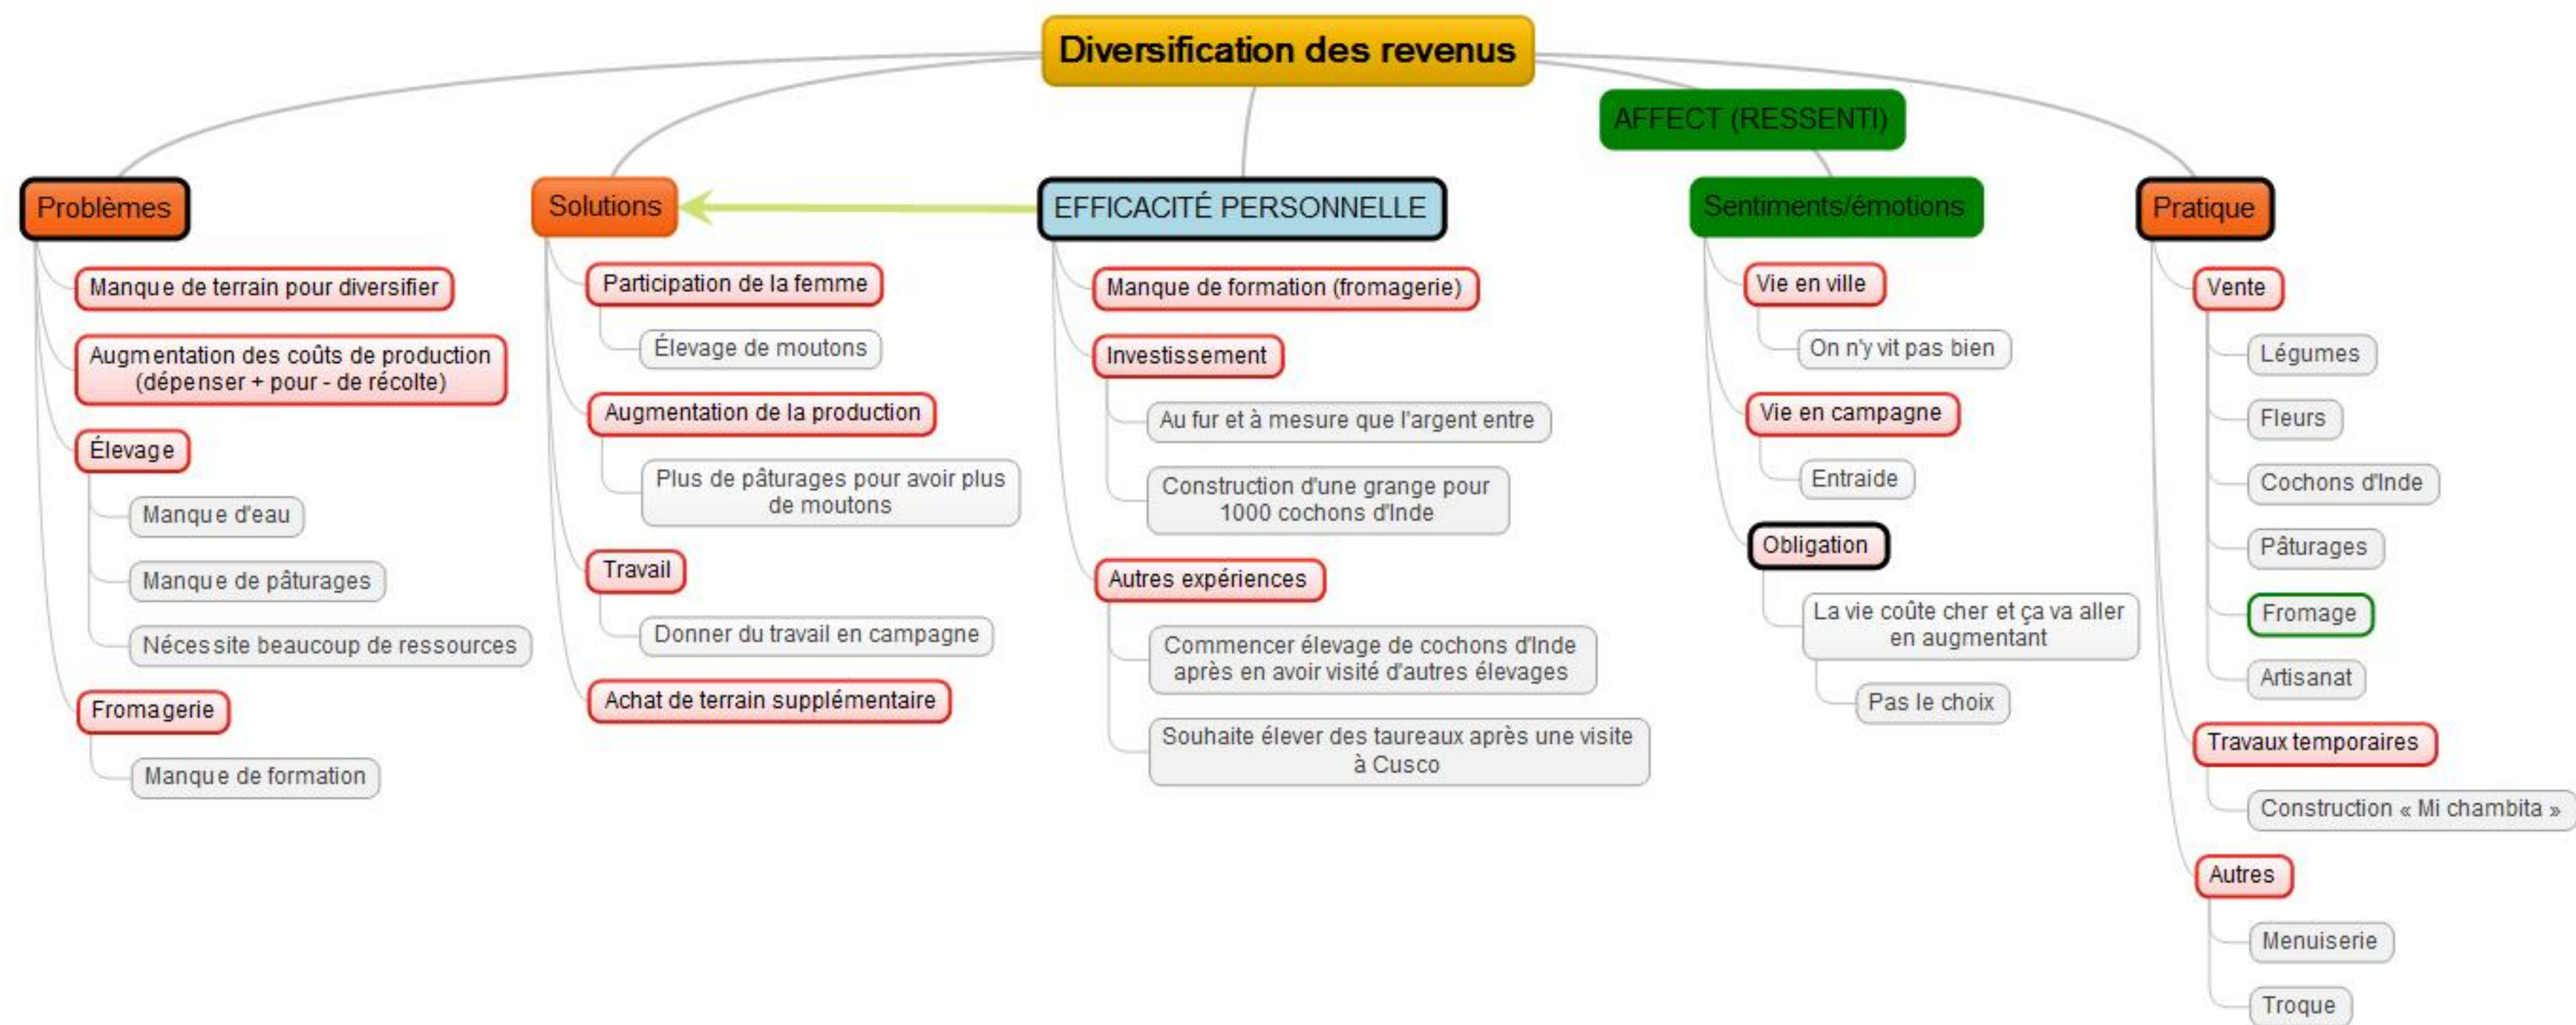 Diversification des revenus
Problèmes
Manque de terrain pour diversifier
Augmentation des coûts de production
(dépenser + pour - de récolte)
Élevage
Manque d'eau
Manque de pâturages
Nécessite beaucoup de ressources
Fromagerie
Manque de formation
Solutions
Participation de la femme
Élevage de moutons
Augmentation de la production
Plus de pâturages pour avoir plus
de moutons
Travail
Donner du travail en campagne
Achat de terrain supplémentaire
EFFICACITÉ PERSONNELLE
Manque de formation (fromagerie)
Investissement
Au fur et à mesure que l'argent entre
Construction d'une grange pour
1000 cochons d'Inde
Autres expériences
Commencer élevage de cochons d'Inde
après en avoir visité d'autres élevages
Souhaite élever des taureaux après une visite
à Cusco
AFFECT (RESSENTI)
Sentiments/émotions
Vie en ville
On n'y vit pas bien
Vie en campagne
Entraide
Obligation
La vie coûte cher et ça va aller
en augmentant
Pas le choix
Pratique
Vente
Légumes
Fleurs
Cochons d'Inde
Pâturages
Fromage
Artisanat
Travaux temporaires
Construction « Mi chambita »
Autres
Menuiserie
Troque